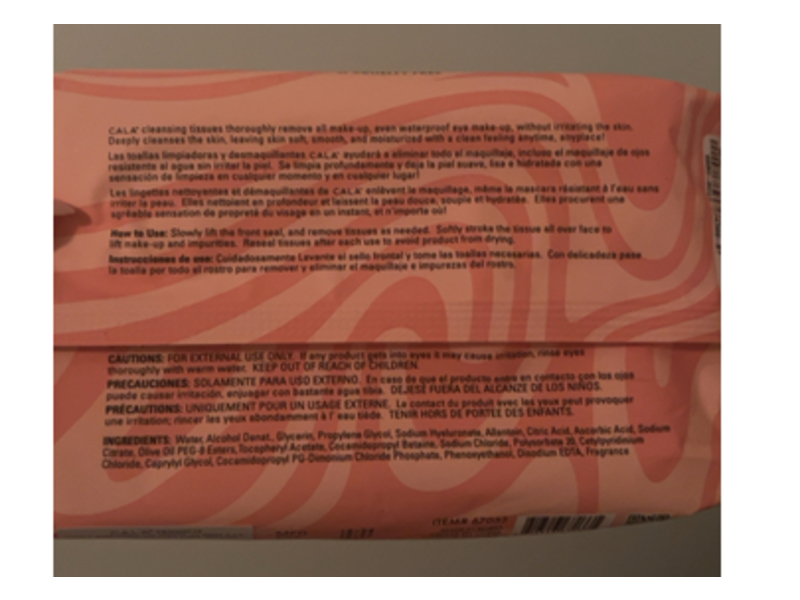 CALA® cleansing tissues thoroughly remove all make-up, even waterproof eye make-up, without irritating the skin.
Deeply cleanses the skin, leaving skin soft, smooth, and moisturized with a clean feeling anytime, anyplace!
Las toallas limpiadoras y desmaquillantes CALA® ayudará a eliminar todo el maquillaje, incluso el maquillaje de ojos
resistente al agua sin irritar la piel. Se limpia profundamente y deja la piel suave, lisa e hidratada con una
sensación de limpieza en cualquier momento y en cualquier lugar!
Les lingettes nettoyantes et démaquillantes de CALA® enlèvent le maquillage, même le mascara résistant à l'eau sans
irriter la peau. Elles nettoient en profondeur et laissent la peau douce, souple et hydratée. Elles procurent une
agréable sensation de propreté du visage en un instant, et n'importe où!
How to Use: Slowly lift the front seal, and remove tissues as needed. Softly stroke the tissue all over face to
lift make-up and impurities. Reseal tissues after each use to avoid product from drying.
Instrucciones de uso: Cuidadosamente Levante el sello frontal y tome las toallas necesarias. Con delicadeza pase
la toalla por todo el rostro para remover y eliminar el maquillaje e impurezas del rostro.
CAUTIONS: FOR EXTERNAL USE ONLY. If any product gets into eyes it may cause irritation, rinse eyes
thoroughly with warm water. KEEP OUT OF REACH OF CHILDREN.
PRECAUCIONES: SOLAMENTE PARA USO EXTERNO. En caso de que el producto entre en contacto con los ojos
puede causar irritación, enjuagar con bastante agua tibia. DEJESE FUERA DEL ALCANZE DE LOS NIÑOS.
PRÉCAUTIONS: UNIQUEMENT POUR UN USAGE EXTERNE. Le contact du produit avec les yeux peut provoquer
une irritation; rincer les yeux abondamment à l' eau tiède. TENIR HORS DE PORTEE DES ENFANTS.
INGREDIENTS: Water, Alcohol Denat., Glycerin, Propylene Glycol, Sodium Hyaluronate, Allantoin, Citric Acid, Ascorbic Acid, Sodium
Citrate, Olive Oil PEG-8 Esters, Tocopheryl Acetate, Cocamidopropyl Betaine, Sodium Chloride, Polysorbate 20, Cetylpyridinium
Chloride, Caprylyl Glycol, Cocamidopropyl PG-Dimonium Chloride Phosphate, Phenoxyethanol, Disodium EDTA, Fragrance
ITEM#